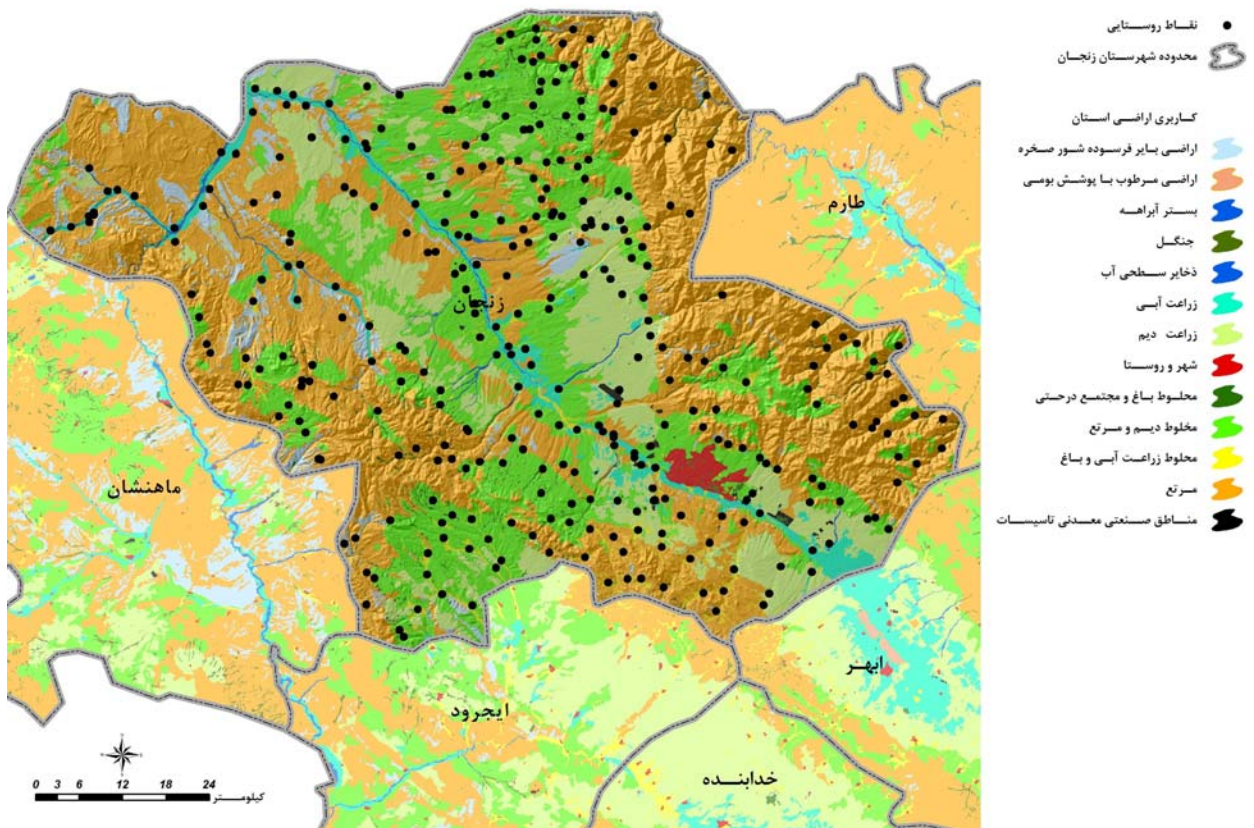 نقاط روستایی
محدوده شهرستان زنجان
کاربری اراضی استان
اراضی بایر فرسوده شور صخره
اراضی مرطوب با پوشش بومی
بستر آبراهه
جنگل
ذخایر سطحی آب
زراعت آبی
زراعت دیم
شهر و روستا
مخلوط باغ و مجتمع درختی
مخلوط دیم و مرتع
مخلوط زراعت آبی و باغ
مرتع
مناطق صنعتی معدنی تاسیسات
طارم
زنجان
ماهنشان
ایجرود
ابهر
خدابنده
0 3 6 12 18 24
کیلومتر